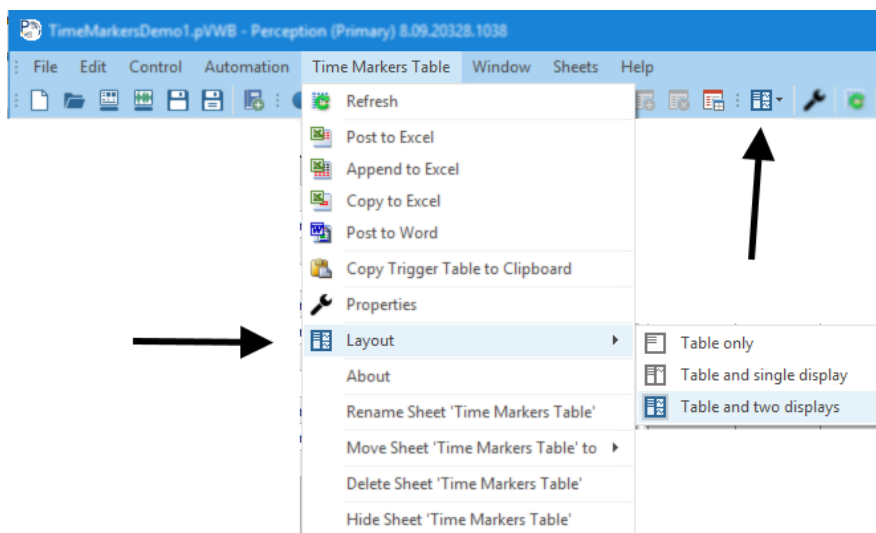 TimeMarkersDemo1.pVWB - Perception (Primary) 8.09.20328.1038
File Edit Control Automation Time Markers Table Window Sheets Help
Refresh
Post to Excel
Append to Excel
Copy to Excel
Post to Word
Copy Trigger Table to Clipboard
Properties
Layout
Table only
Table and single display
Table and two displays
About
Rename Sheet 'Time Markers Table'
Move Sheet 'Time Markers Table' to
Delete Sheet 'Time Markers Table'
Hide Sheet 'Time Markers Table'